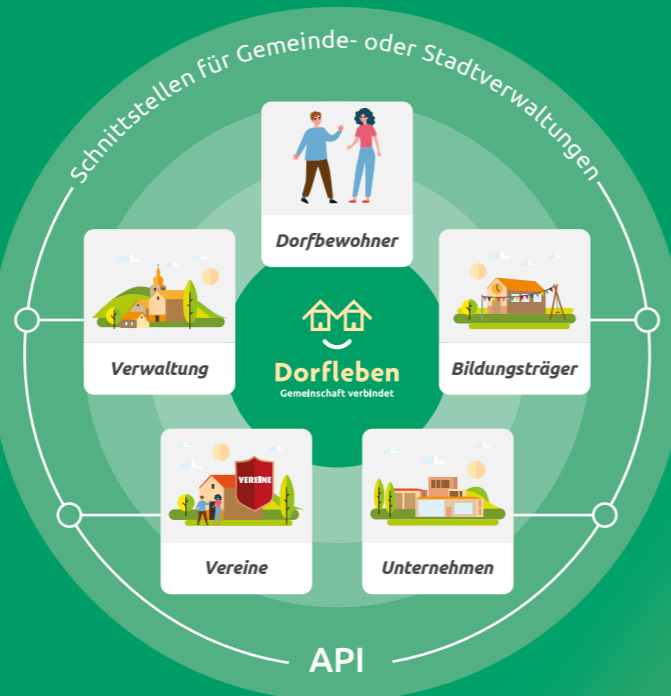 Schnittstellen für Gemeinde- oder Stadtverwaltungen
Dorfbewohner
Verwaltung
Dorfleben
Gemeinschaft verbindet
Bildungsträger
VEREINE
Vereine
Unternehmen
API